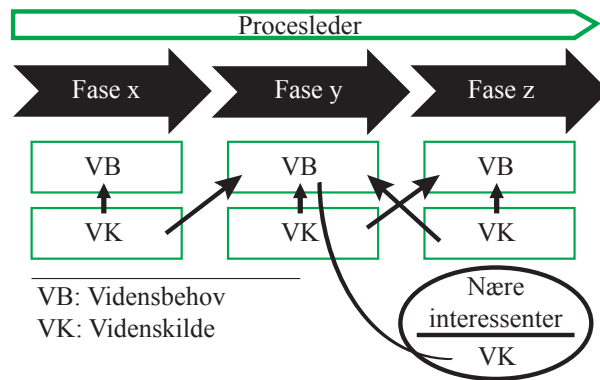 Procesleder
Fase x
Fase y
Fase z
VB
VB
VB
VK
VK
VK
VB: Vidensbehov
VK: Videnskilde
Nære
interessenter
VK